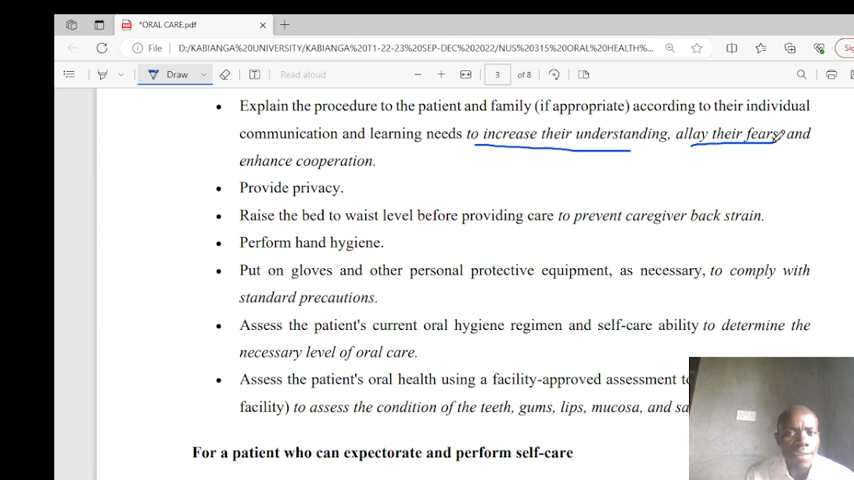 *ORAL CARE.pdf
File D:/KABIANGA%20UNIVERSITY/KABIANGA%20T1-22-23%20SEP-DEC%202022/NUS%20315%20ORAL%20HEALTH%...
Draw Read aloud 3 of 8
• Explain the procedure to the patient and family (if appropriate) according to their individual
communication and learning needs to increase their understanding, allay their fears and
enhance cooperation.
• Provide privacy.
• Raise the bed to waist level before providing care to prevent caregiver back strain.
• Perform hand hygiene.
• Put on gloves and other personal protective equipment, as necessary, to comply with
standard precautions.
• Assess the patient's current oral hygiene regimen and self-care ability to determine the
necessary level of oral care.
• Assess the patient's oral health using a facility-approved assessment
facility) to assess the condition of the teeth, gums, lips, mucosa, and
For a patient who can expectorate and perform self-care